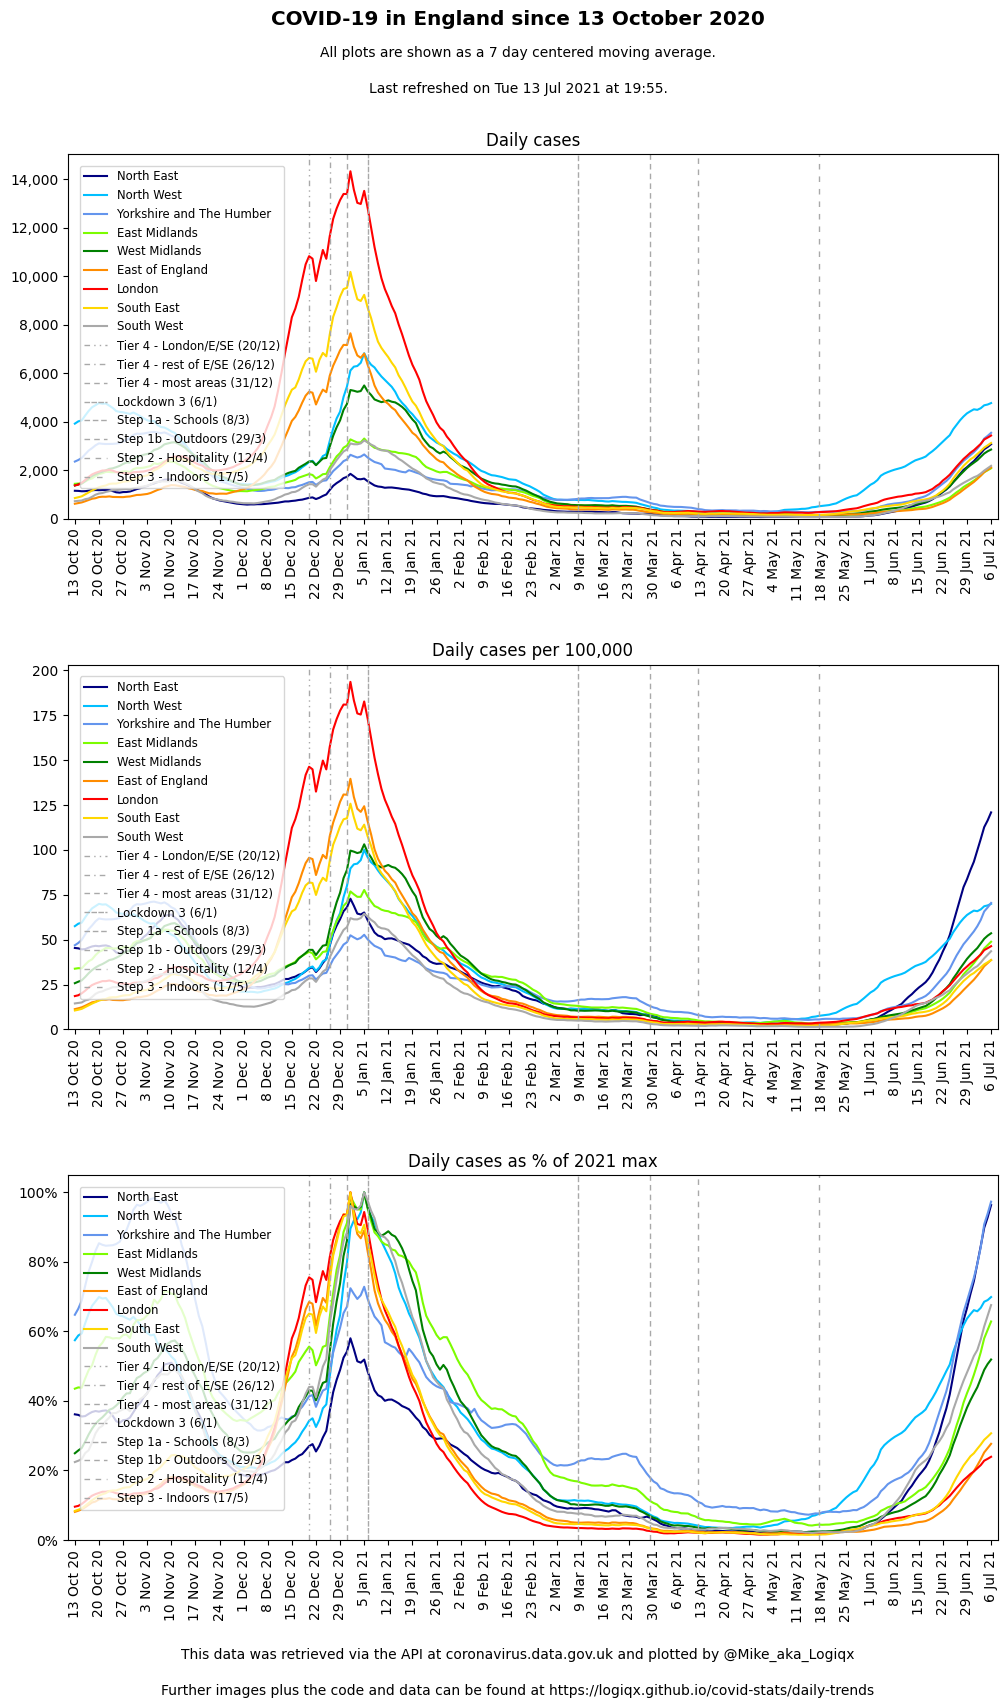 COVID-19 in England since 13 October 2020
All plots are shown as a 7 day centered moving average.
Last refreshed on Tue 13 Jul 2021 at 19:55.
Daily cases
14,000
12,000
10,000
8,000
6,000
4,000
2,000
0
North East
North West
Yorkshire and The Humber
East Midlands
West Midlands
East of England
London
South East
South West
Tier 4 - London/E/SE (20/12)
Tier 4 - rest of E/SE (26/12)
Tier 4 - most areas (31/12)
Lockdown 3 (6/1)
Step 1a - Schools (8/3)
Step 1b - Outdoors (29/3)
Step 2 - Hospitality (12/4)
Step 3 - Indoors (17/5)
13 Oct 20
20 Oct 20
27 Oct 20
3 Nov 20
10 Nov 20
17 Nov 20
24 Nov 20
1 Dec 20
8 Dec 20
15 Dec 20
22 Dec 20
29 Dec 20
5 Jan 21
12 Jan 21
19 Jan 21
26 Jan 21
2 Feb 21
9 Feb 21
16 Feb 21
23 Feb 21
2 Mar 21
9 Mar 21
16 Mar 21
23 Mar 21
30 Mar 21
6 Apr 21
13 Apr 21
20 Apr 21
27 Apr 21
4 May 21
11 May 21
18 May 21
25 May 21
1 Jun 21
8 Jun 21
15 Jun 21
22 Jun 21
29 Jun 21
6 Jul 21
Daily cases per 100,000
200
175
150
125
100
75
50
25
0
North East
North West
Yorkshire and The Humber
East Midlands
West Midlands
East of England
London
South East
South West
Tier 4 - London/E/SE (20/12)
Tier 4 - rest of E/SE (26/12)
Tier 4 - most areas (31/12)
Lockdown 3 (6/1)
Step 1a - Schools (8/3)
Step 1b - Outdoors (29/3)
Step 2 - Hospitality (12/4)
Step 3 - Indoors (17/5)
13 Oct 20
20 Oct 20
27 Oct 20
3 Nov 20
10 Nov 20
17 Nov 20
24 Nov 20
1 Dec 20
8 Dec 20
15 Dec 20
22 Dec 20
29 Dec 20
5 Jan 21
12 Jan 21
19 Jan 21
26 Jan 21
2 Feb 21
9 Feb 21
16 Feb 21
23 Feb 21
2 Mar 21
9 Mar 21
16 Mar 21
23 Mar 21
30 Mar 21
6 Apr 21
13 Apr 21
20 Apr 21
27 Apr 21
4 May 21
11 May 21
18 May 21
25 May 21
1 Jun 21
8 Jun 21
15 Jun 21
22 Jun 21
29 Jun 21
6 Jul 21
Daily cases as % of 2021 max
100%
80%
60%
40%
20%
0%
North East
North West
Yorkshire and The Humber
East Midlands
West Midlands
East of England
London
South East
South West
Tier 4 - London/E/SE (20/12)
Tier 4 - rest of E/SE (26/12)
Tier 4 - most areas (31/12)
Lockdown 3 (6/1)
Step 1a - Schools (8/3)
Step 1b - Outdoors (29/3)
Step 2 - Hospitality (12/4)
Step 3 - Indoors (17/5)
13 Oct 20
20 Oct 20
27 Oct 20
3 Nov 20
10 Nov 20
17 Nov 20
24 Nov 20
1 Dec 20
8 Dec 20
15 Dec 20
22 Dec 20
29 Dec 20
5 Jan 21
12 Jan 21
19 Jan 21
26 Jan 21
2 Feb 21
9 Feb 21
16 Feb 21
23 Feb 21
2 Mar 21
9 Mar 21
16 Mar 21
23 Mar 21
30 Mar 21
6 Apr 21
13 Apr 21
20 Apr 21
27 Apr 21
4 May 21
11 May 21
18 May 21
25 May 21
1 Jun 21
8 Jun 21
15 Jun 21
22 Jun 21
29 Jun 21
6 Jul 21
This data was retrieved via the API at coronavirus.data.gov.uk and plotted by @Mike_aka_Logiqx
Further images plus the code and data can be found at https://logiqx.github.io/covid-stats/daily-trends